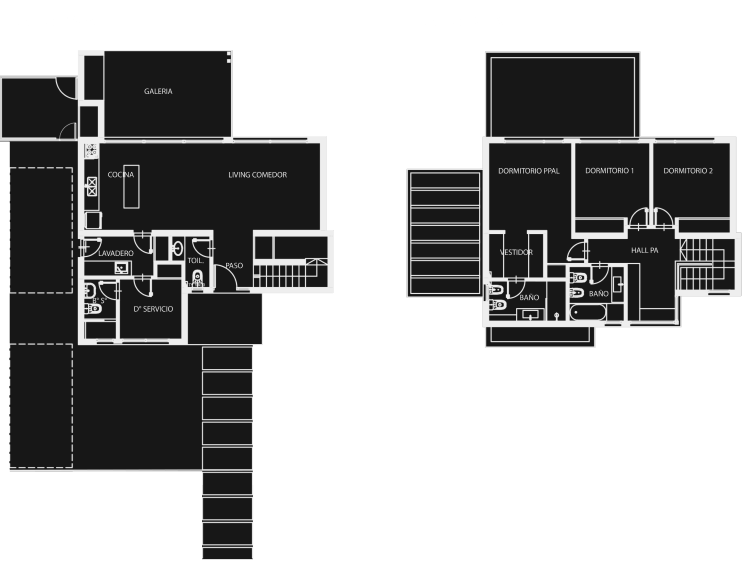 GALERIA
COCINA
LIVING COMEDOR
LAVADERO
TOIL.
PASO
B° S°
D° SERVICIO
DORMITORIO PPAL
DORMITORIO 1
DORMITORIO 2
VESTIDOR
HALL PA
BAÑO
BAÑO